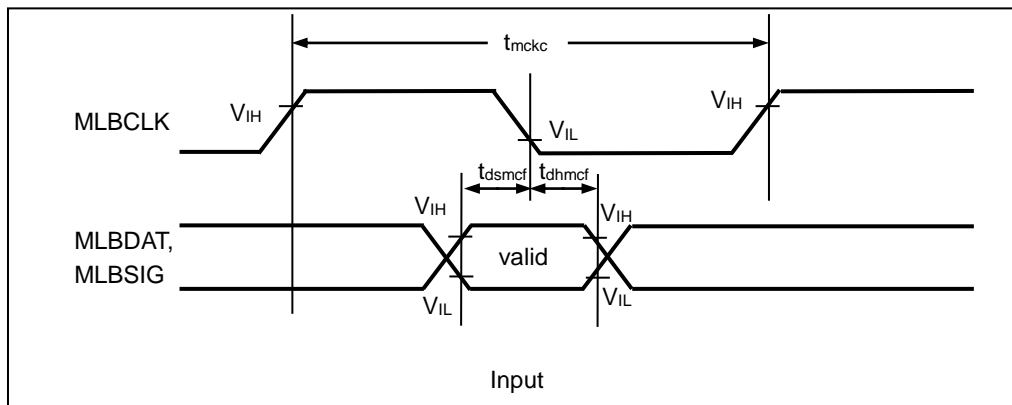 tmckc
VIH
VIH
MLBCLK
VIL
tdsmcf
tdhmcf
VIH
VIH
MLBDAT,
valid
MLBSIG
VIL
VIL
Input